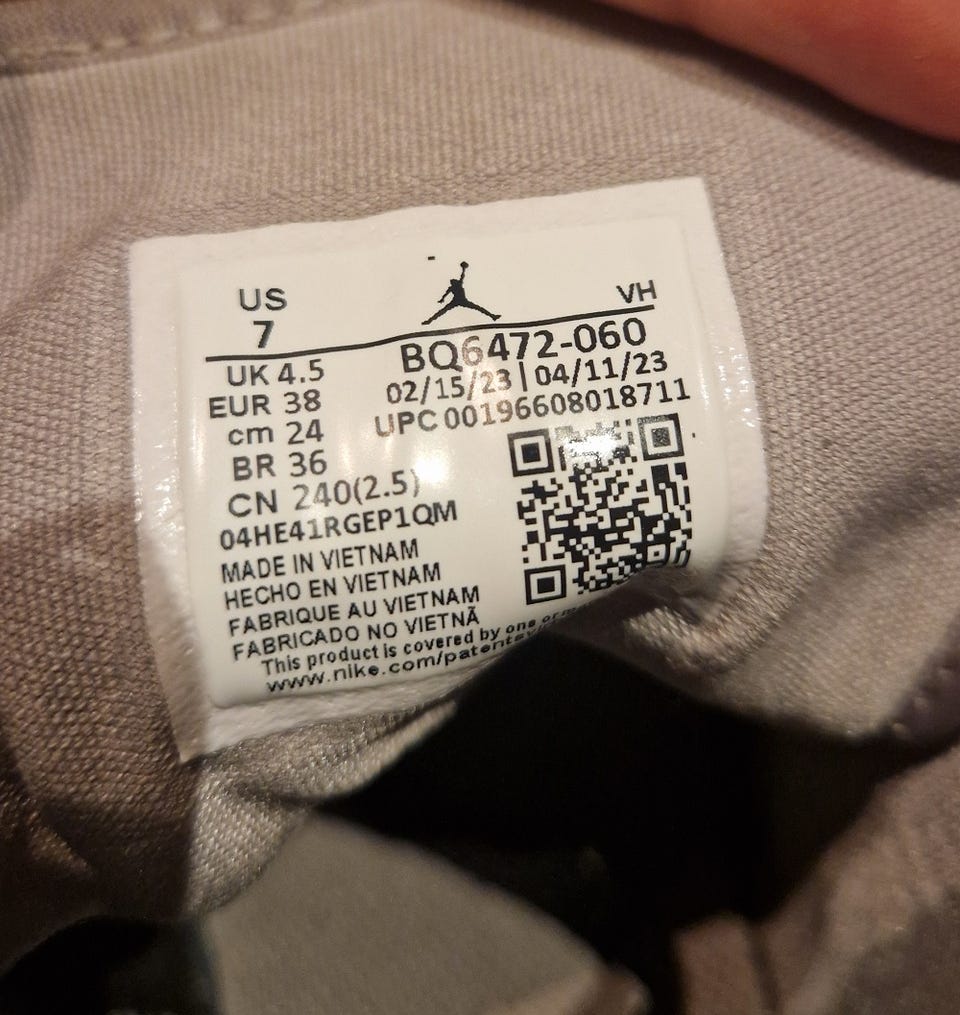 US
7
VH
BQ6472-060
02/15/23 | 04/11/23
UPC 00196608018711
UK 4.5
EUR 38
cm 24
BR 36
CN 240(2.5)
04HE41RGEP1QM
MADE IN VIETNAM
HECHO EN VIETNAM
FABRIQUE AU VIETNAM
FABRICADO NO VIETNÃ
This product is covered by one or
www.nike.com/patents